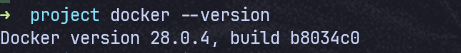 ➜  project docker --version
Docker version 28.0.4, build b8034c0